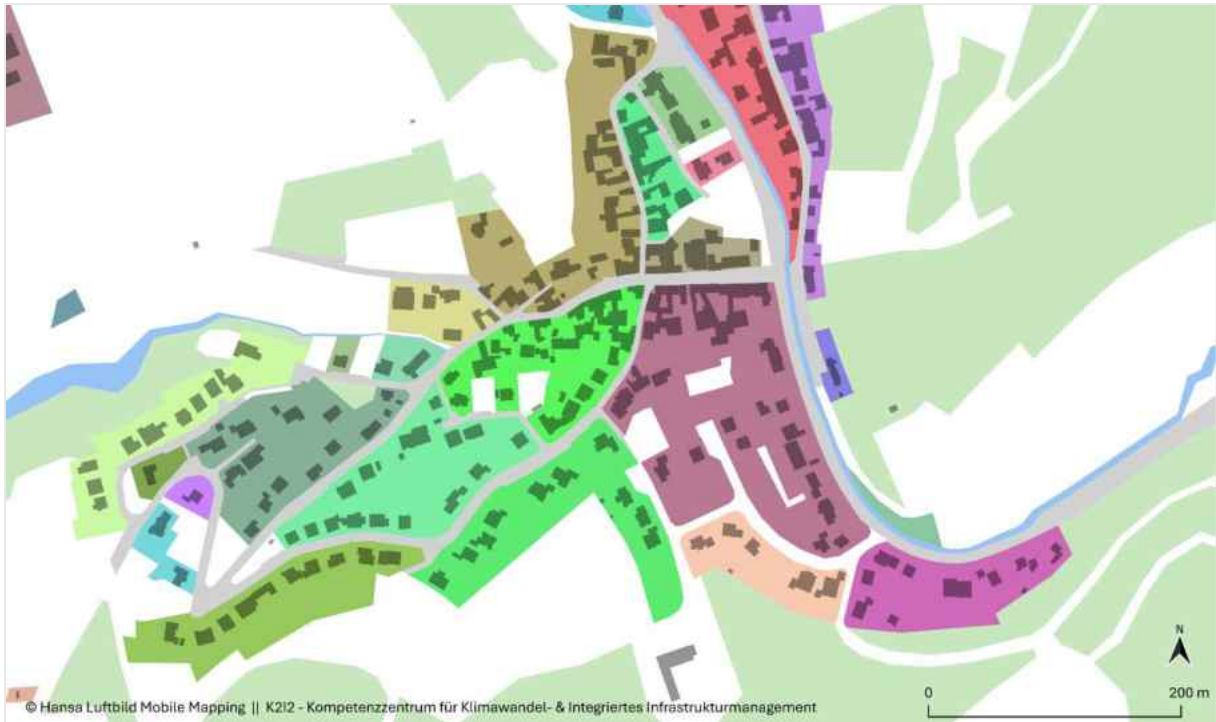 N
0 200 m
© Hansa Luftbild Mobile Mapping || K2I2 - Kompetenzzentrum für Klimawandel- & Integriertes Infrastrukturmanagement